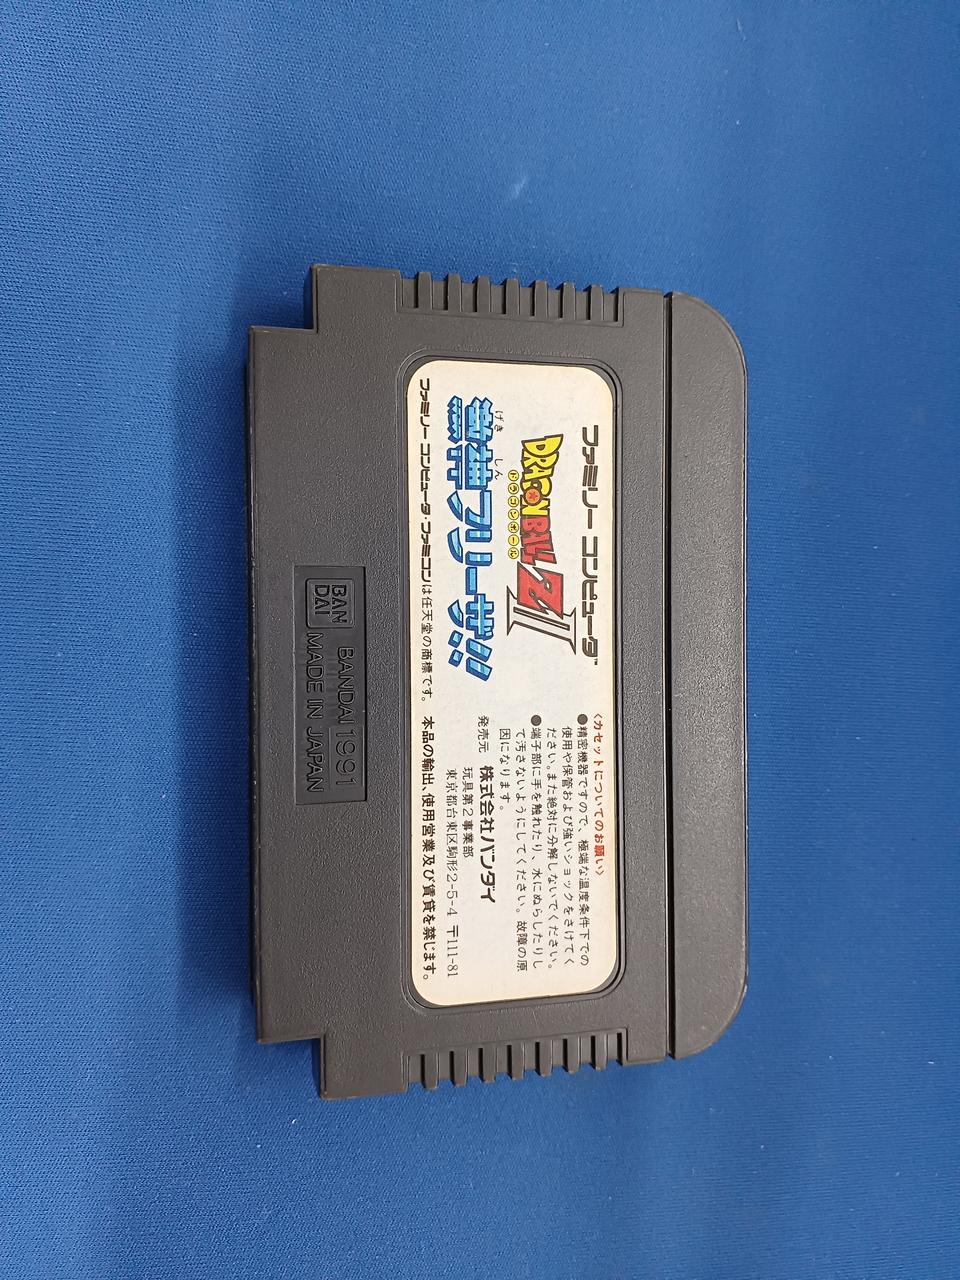 ファミリー コンピュータ™
DRAGONBALL Z II
ドラゴンボール
げき しん
激神フリーザ!!
〈カセットについてのお願い〉
●精密機器ですので、極端な温度条件下での
使用や保管および強いショックをさけてく
ださい。また絶対に分解しないでください。
●端子部に手を触れたり、水にぬらしたりし
て汚さないようにしてください。故障の原
因になります。
発売元 株式会社バンダイ
玩具第2事業部
東京都台東区駒形2-5-4 〒111-81
ファミリーコンピュータ・ファミコンは任天堂の商標です。 本品の輸出、使用営業及び賃貸を禁じます。
BAN
DAI
BANDAI 1991
MADE IN JAPAN